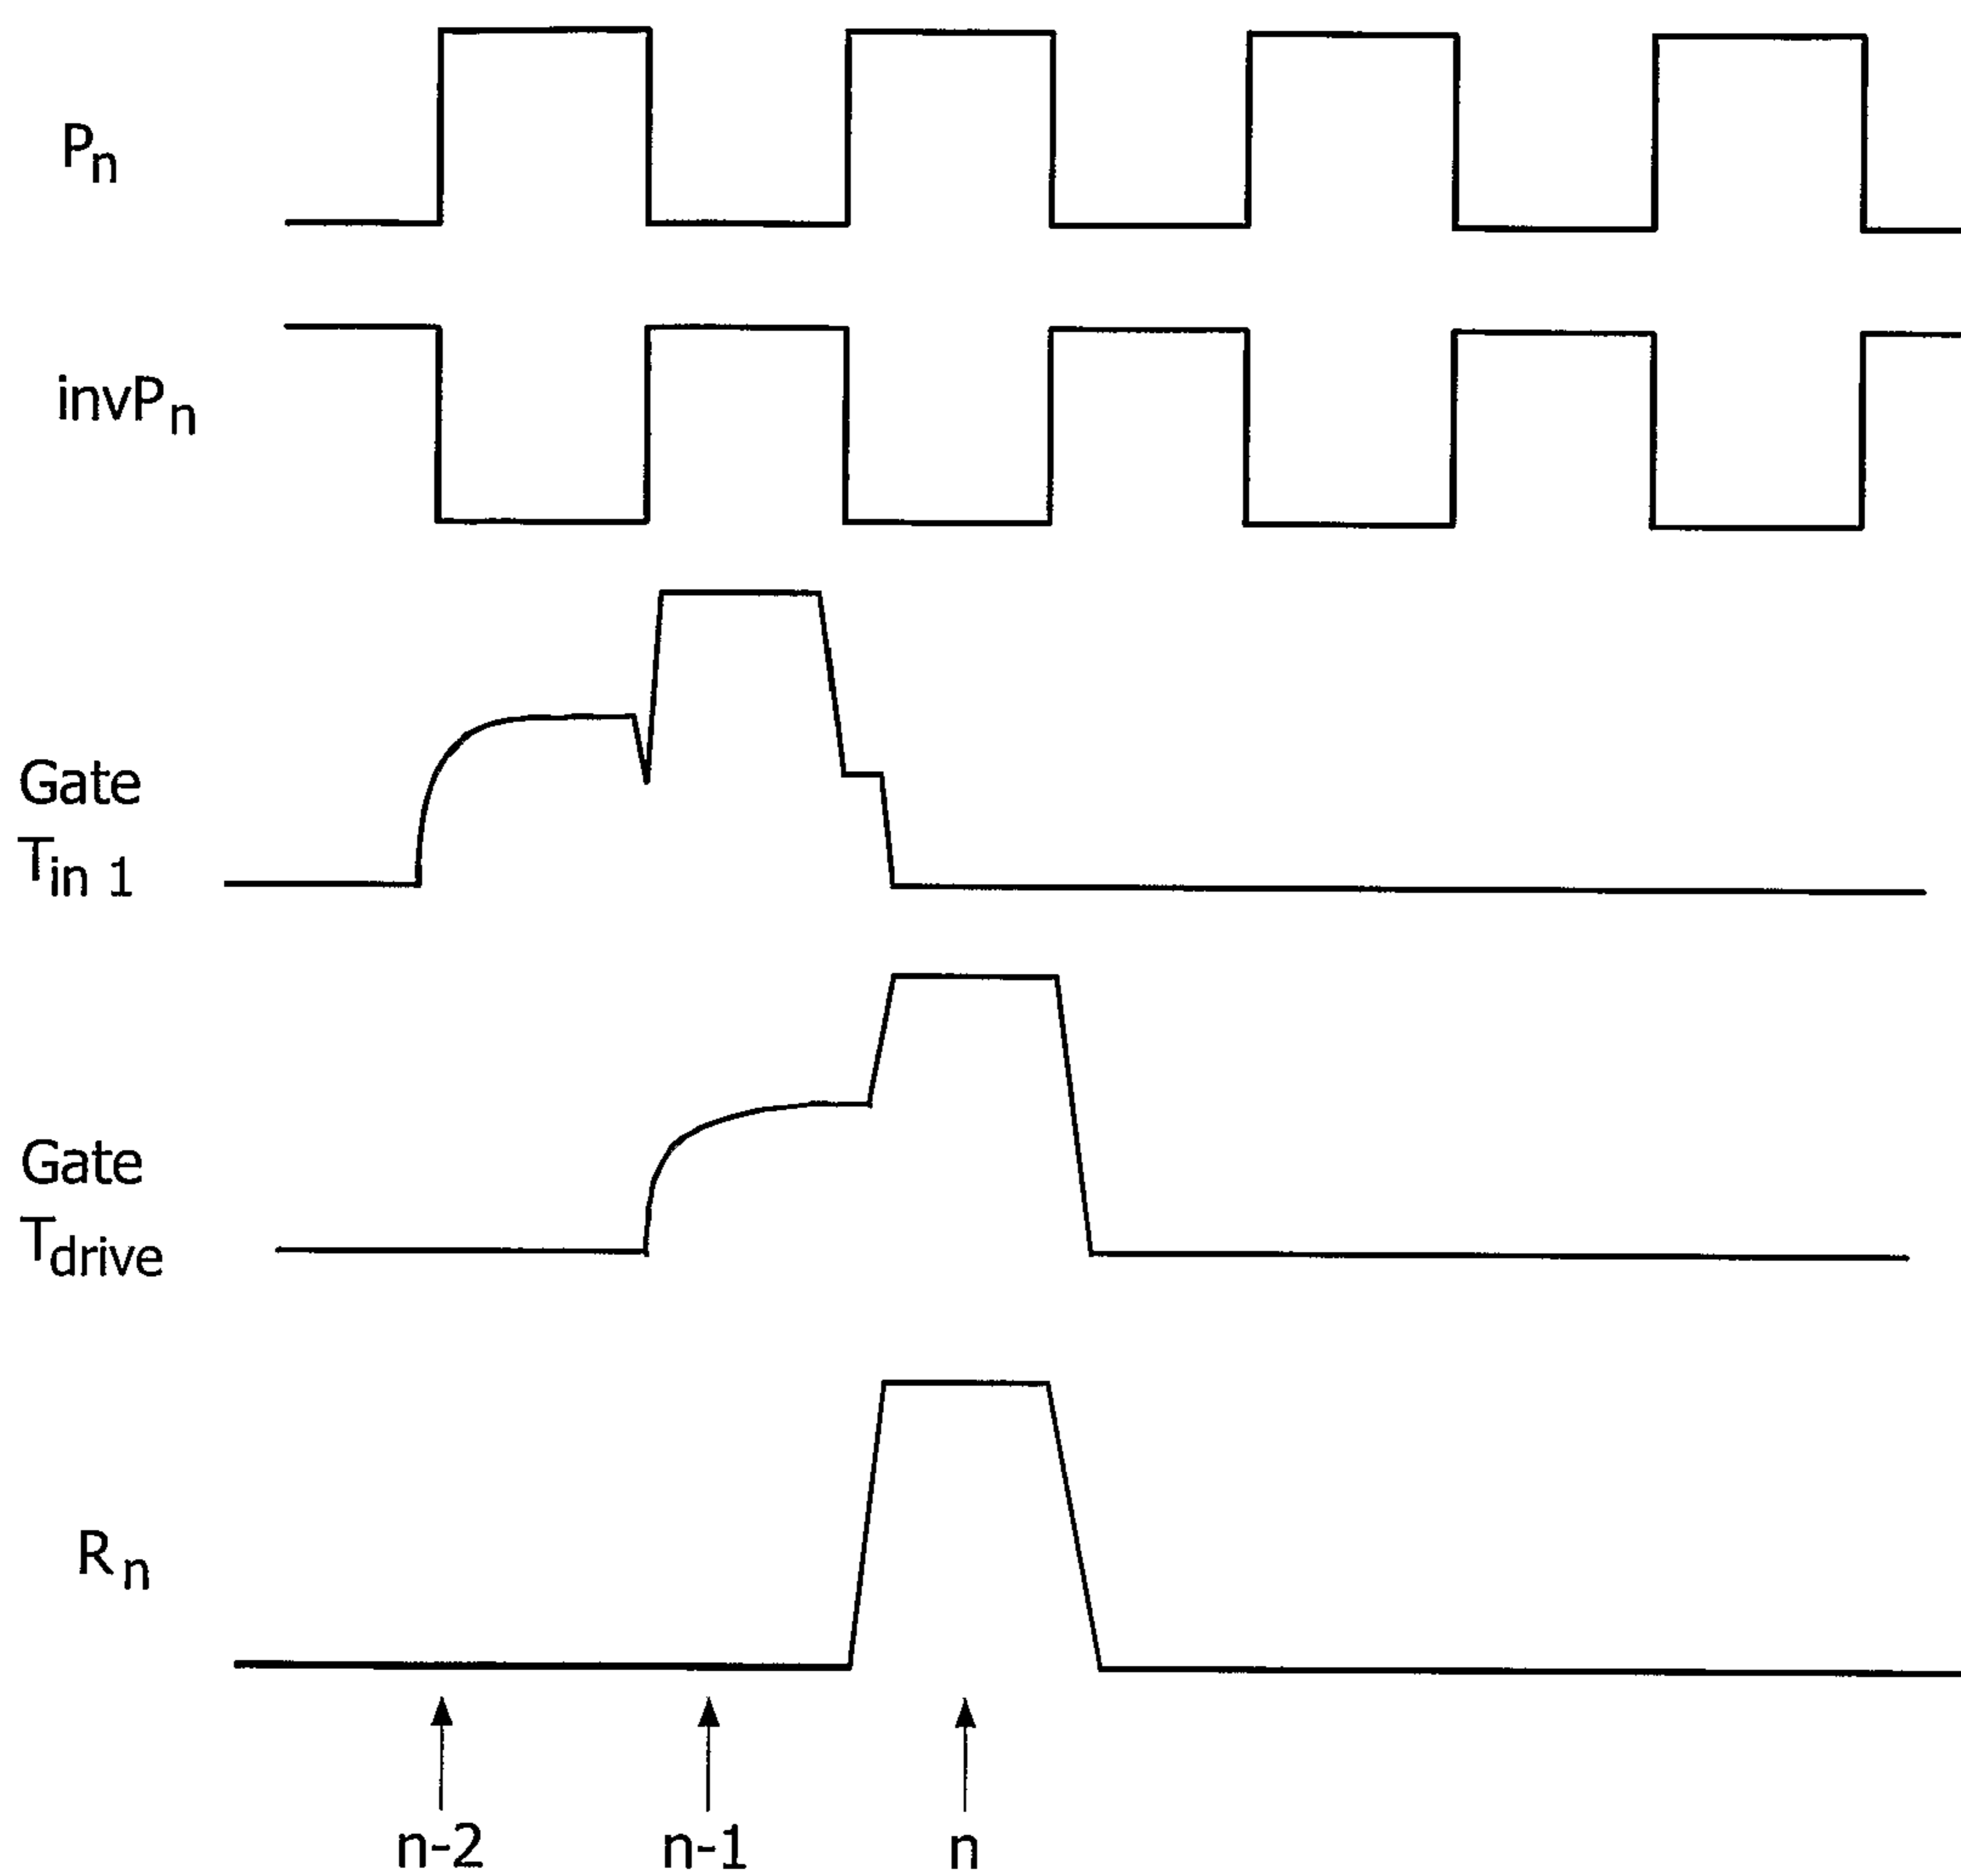 Pn
invPn
Gate
Tin 1
Gate
Tdrive
Rn
n-2 n-1 n